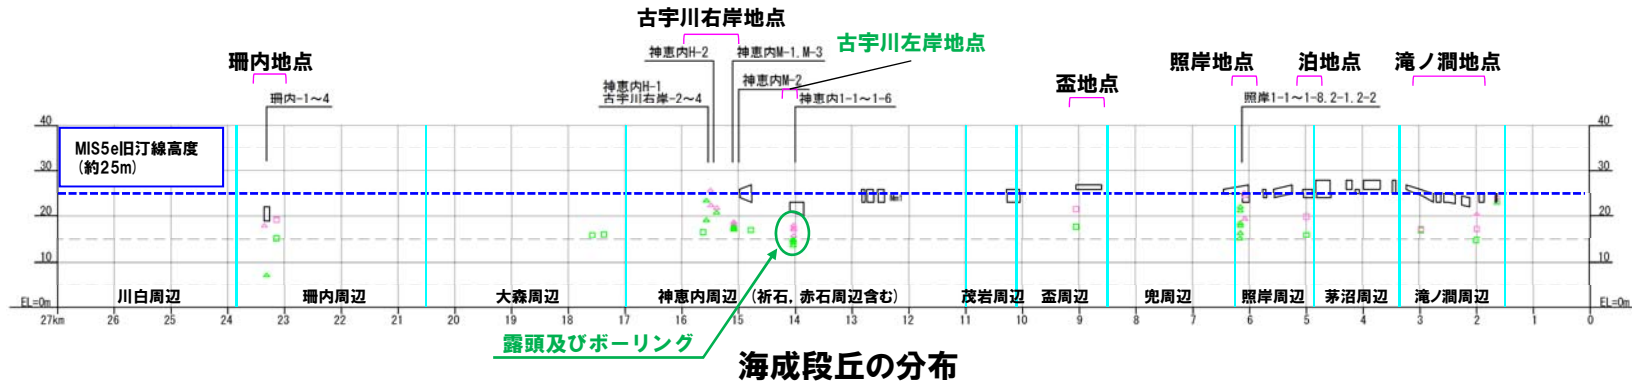 古宇川右岸地点
古宇川左岸地点
珊内地点
神恵内H-2
神恵内M-1.M-3
照岸地点
泊地点
滝ノ澗地点
神恵内H-1
古宇川右岸-2～4
神恵内M-2
盃地点
珊内-1～4
神恵内1-1～1-6
照岸1-1～1-8.2-1.2-2
40
40
MIS5e旧汀線高度
(約25m)
30
30
20
20
10
10
EL=0m
川白周辺
珊内周辺
大森周辺
神恵内周辺 (祈石，赤石周辺含む)
茂岩周辺
盃周辺
兜周辺
照岸周辺
茅沼周辺
滝ノ澗周辺
EL=0m
27km 26 25 24 23 22 21 20 19 18 17 16 15 14 13 12 11 10 9 8 7 6 5 4 3 2 1 0
露頭及びボーリング
海成段丘の分布